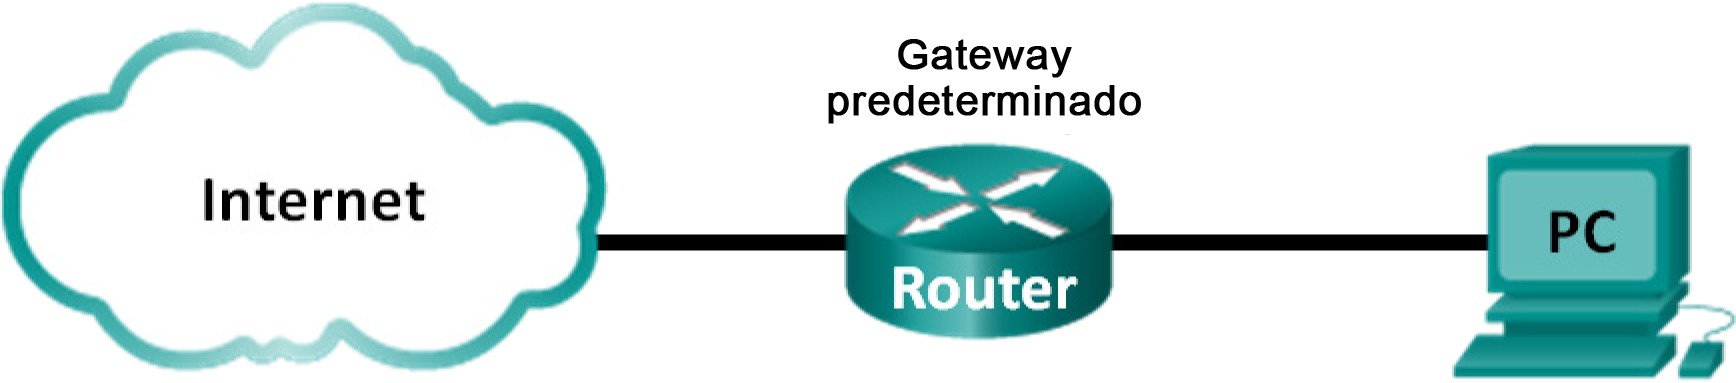 Internet
Gateway
predeterminado
Router
PC